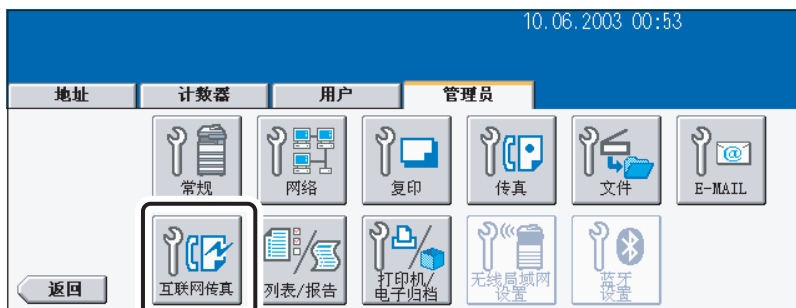 10.06.2003 00:53
地址 计数器 用户 管理员
常规 网络 复印 传真 文件 E-MAIL
互联网传真 列表/报告 打印机/
电子归档 无线局域网
设置 蓝牙
设置
返回